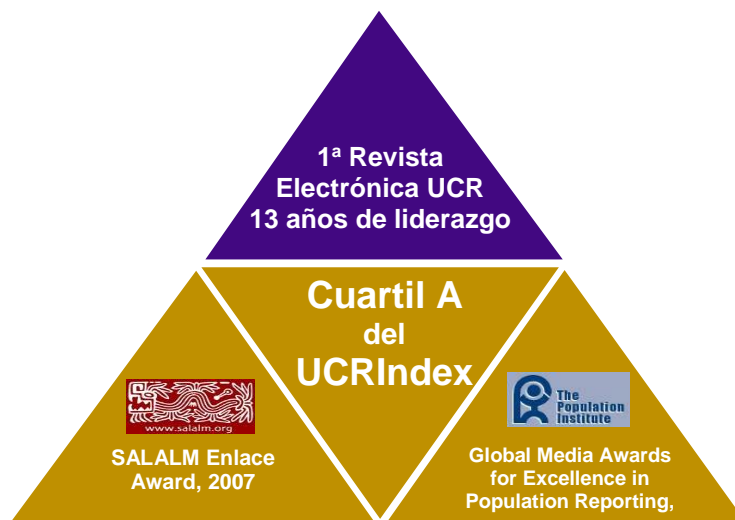 1ª Revista
Electrónica UCR
13 años de liderazgo
Cuartil A
del
UCRIndex
www.salalm.org
SALALM Enlace
Award, 2007
The
Population
Institute
Global Media Awards
for Excellence in
Population Reporting,